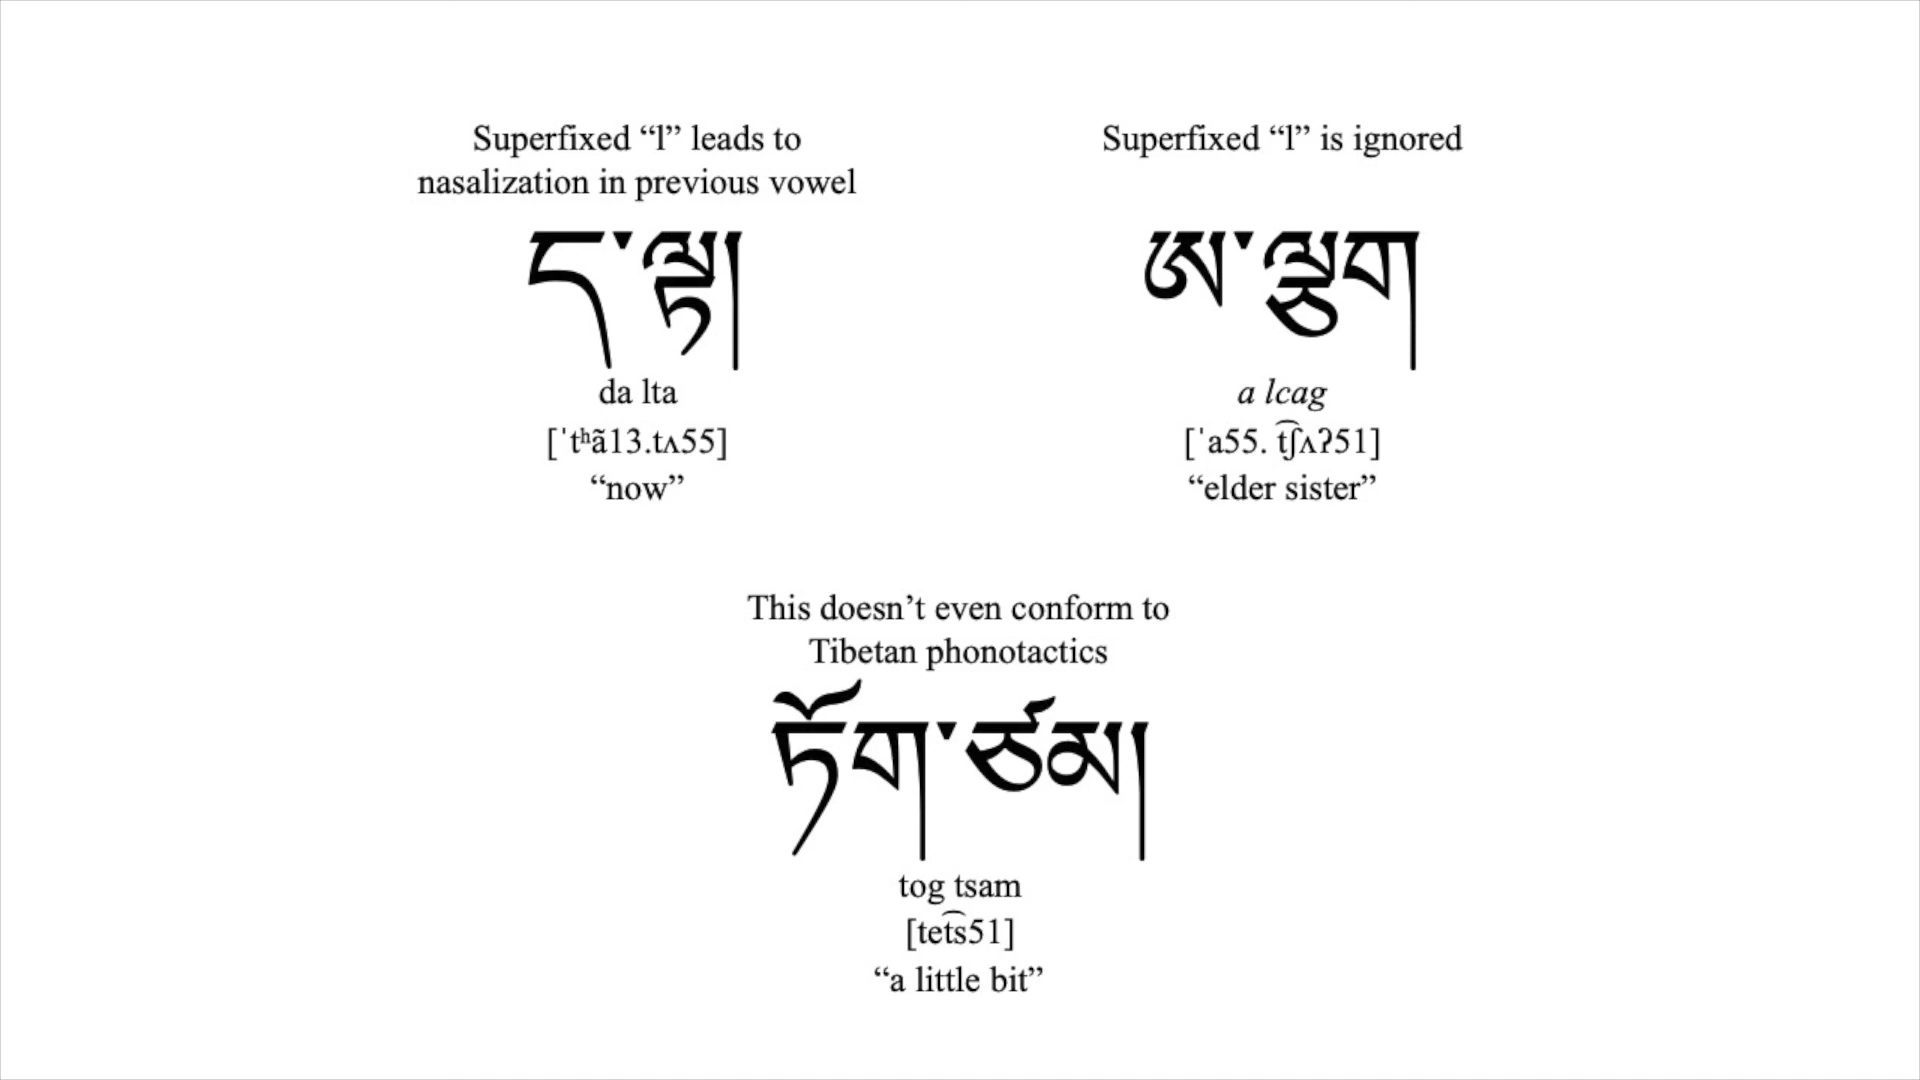 Superfixed “l” leads to
nasalization in previous vowel
ད་ལྟ།
da lta
[ˈtʰã13.tʌ55]
“now”
Superfixed “l” is ignored
ཨ་ལྕག
a lcag
[ˈa55. t͡ʃʌʔ51]
“elder sister”
This doesn’t even conform to
Tibetan phonotactics
ཏོག་ཙམ།
tog tsam
[tet͡s51]
“a little bit”